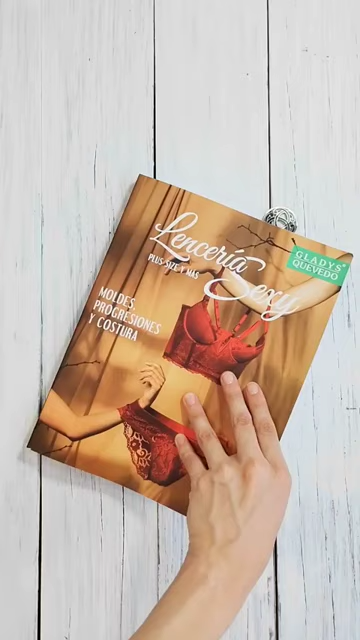 Lencería
Sexy
PLUS SIZE Y MÁS
GLADYS
QUEVEDO
MOLDES,
PROGRESIONES
Y COSTURA